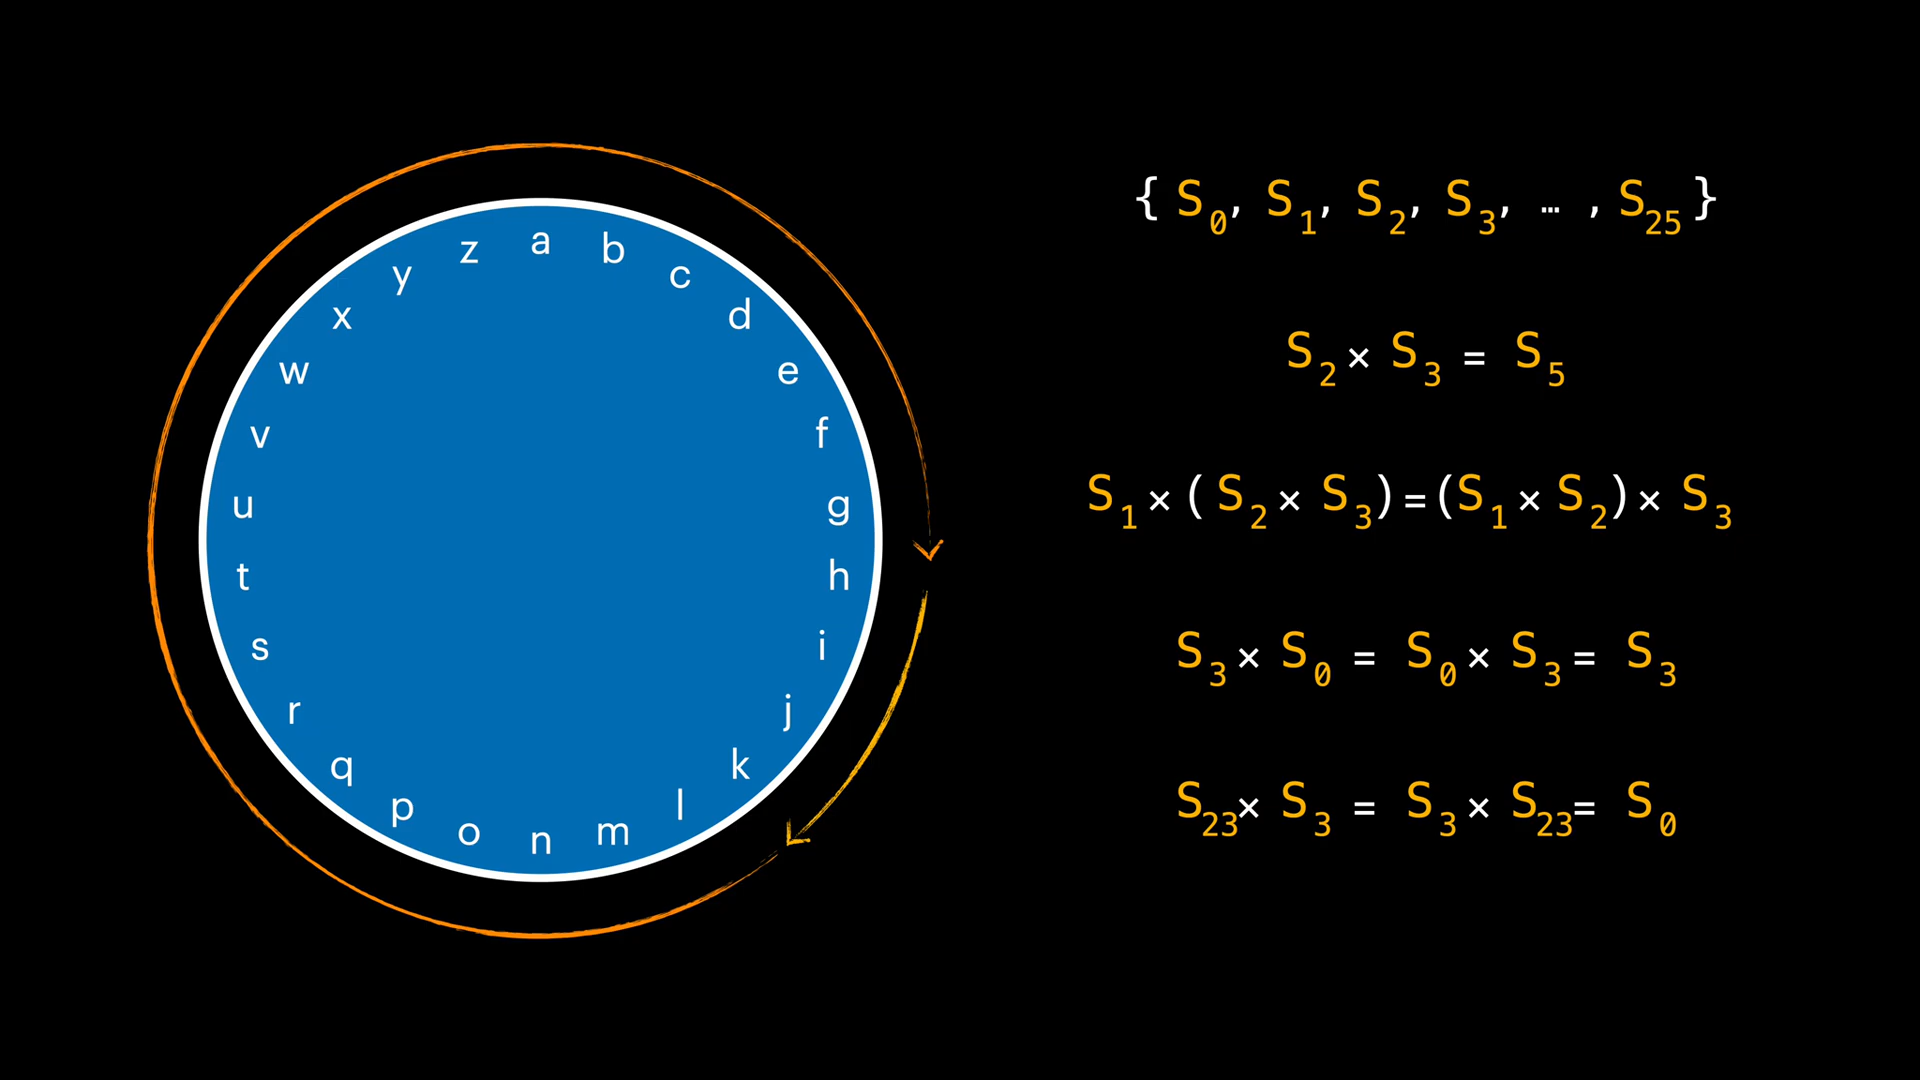 a b c d e f g h i j k l m n o p q r s t u v w x y z
{ S₀, S₁, S₂, S₃, … , S₂₅ }
S₂ × S₃ = S₅
S₁ × ( S₂ × S₃ ) = ( S₁ × S₂ ) × S₃
S₃ × S₀ = S₀ × S₃ = S₃
S₂₃ × S₃ = S₃ × S₂₃ = S₀